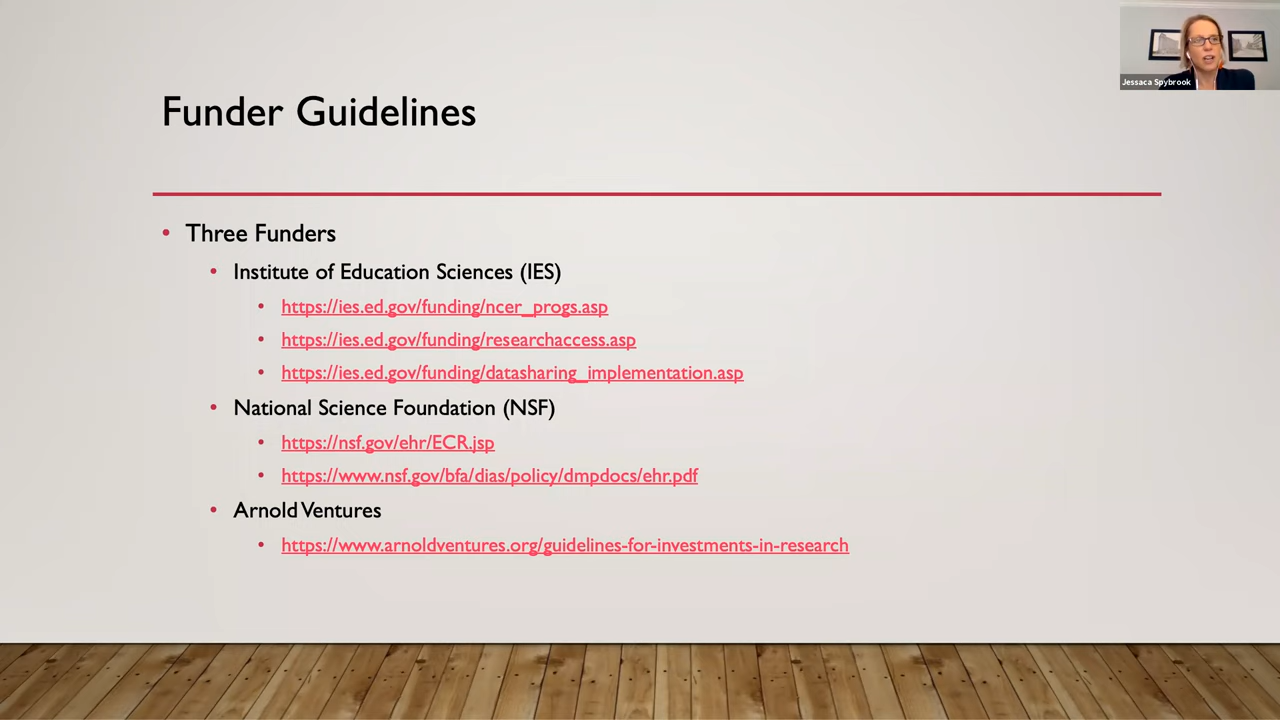 Jessaca Spybrook
Funder Guidelines
• Three Funders
• Institute of Education Sciences (IES)
• https://ies.ed.gov/funding/ncer_progs.asp
• https://ies.ed.gov/funding/researchaccess.asp
• https://ies.ed.gov/funding/datasharing_implementation.asp
• National Science Foundation (NSF)
• https://nsf.gov/ehr/ECR.jsp
• https://www.nsf.gov/bfa/dias/policy/dmpdocs/ehr.pdf
• Arnold Ventures
• https://www.arnoldventures.org/guidelines-for-investments-in-research